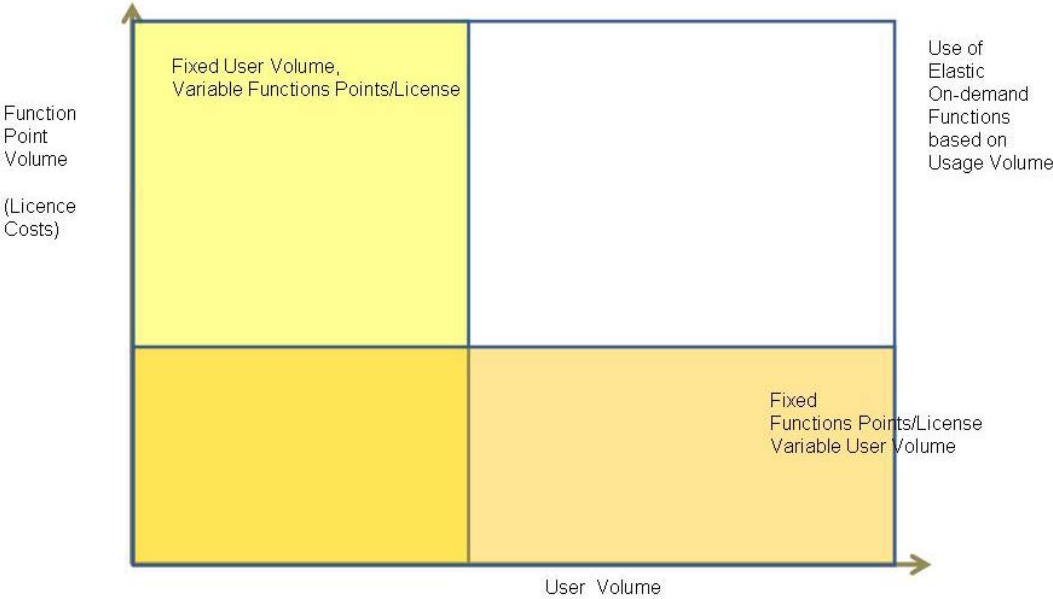 Function
Point
Volume
(Licence
Costs)
Fixed User Volume,
Variable Functions Points/License
Use of
Elastic
On-demand
Functions
based on
Usage Volume
Fixed
Functions Points/License
Variable User Volume
User Volume